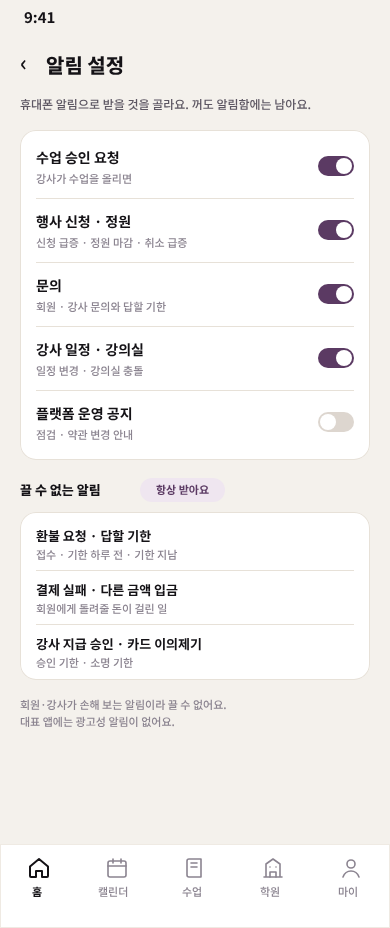 9:41
알림 설정
휴대폰 알림으로 받을 것을 골라요. 꺼도 알림함에는 남아요.
수업 승인 요청
강사가 수업을 올리면
행사 신청 · 정원
신청 급증 · 정원 마감 · 취소 급증
문의
회원 · 강사 문의와 답할 기한
강사 일정 · 강의실
일정 변경 · 강의실 충돌
플랫폼 운영 공지
점검 · 약관 변경 안내
끌 수 없는 알림
항상 받아요
환불 요청 · 답할 기한
접수 · 기한 하루 전 · 기한 지남
결제 실패 · 다른 금액 입금
회원에게 돌려줄 돈이 걸린 일
강사 지급 승인 · 카드 이의제기
승인 기한 · 소명 기한
회원·강사가 손해 보는 알림이라 끌 수 없어요.
대표 앱에는 광고성 알림이 없어요.
홈
캘린더
수업
학원
마이